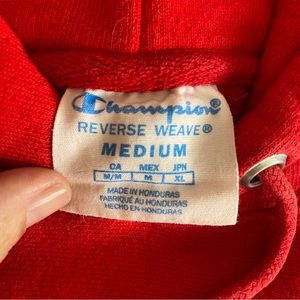 Champion
REVERSE WEAVE®
MEDIUM
CA MEX JPN
M/M M XL
MADE IN HONDURAS
FABRIQUÉ AU HONDURAS
HECHO EN HONDURAS